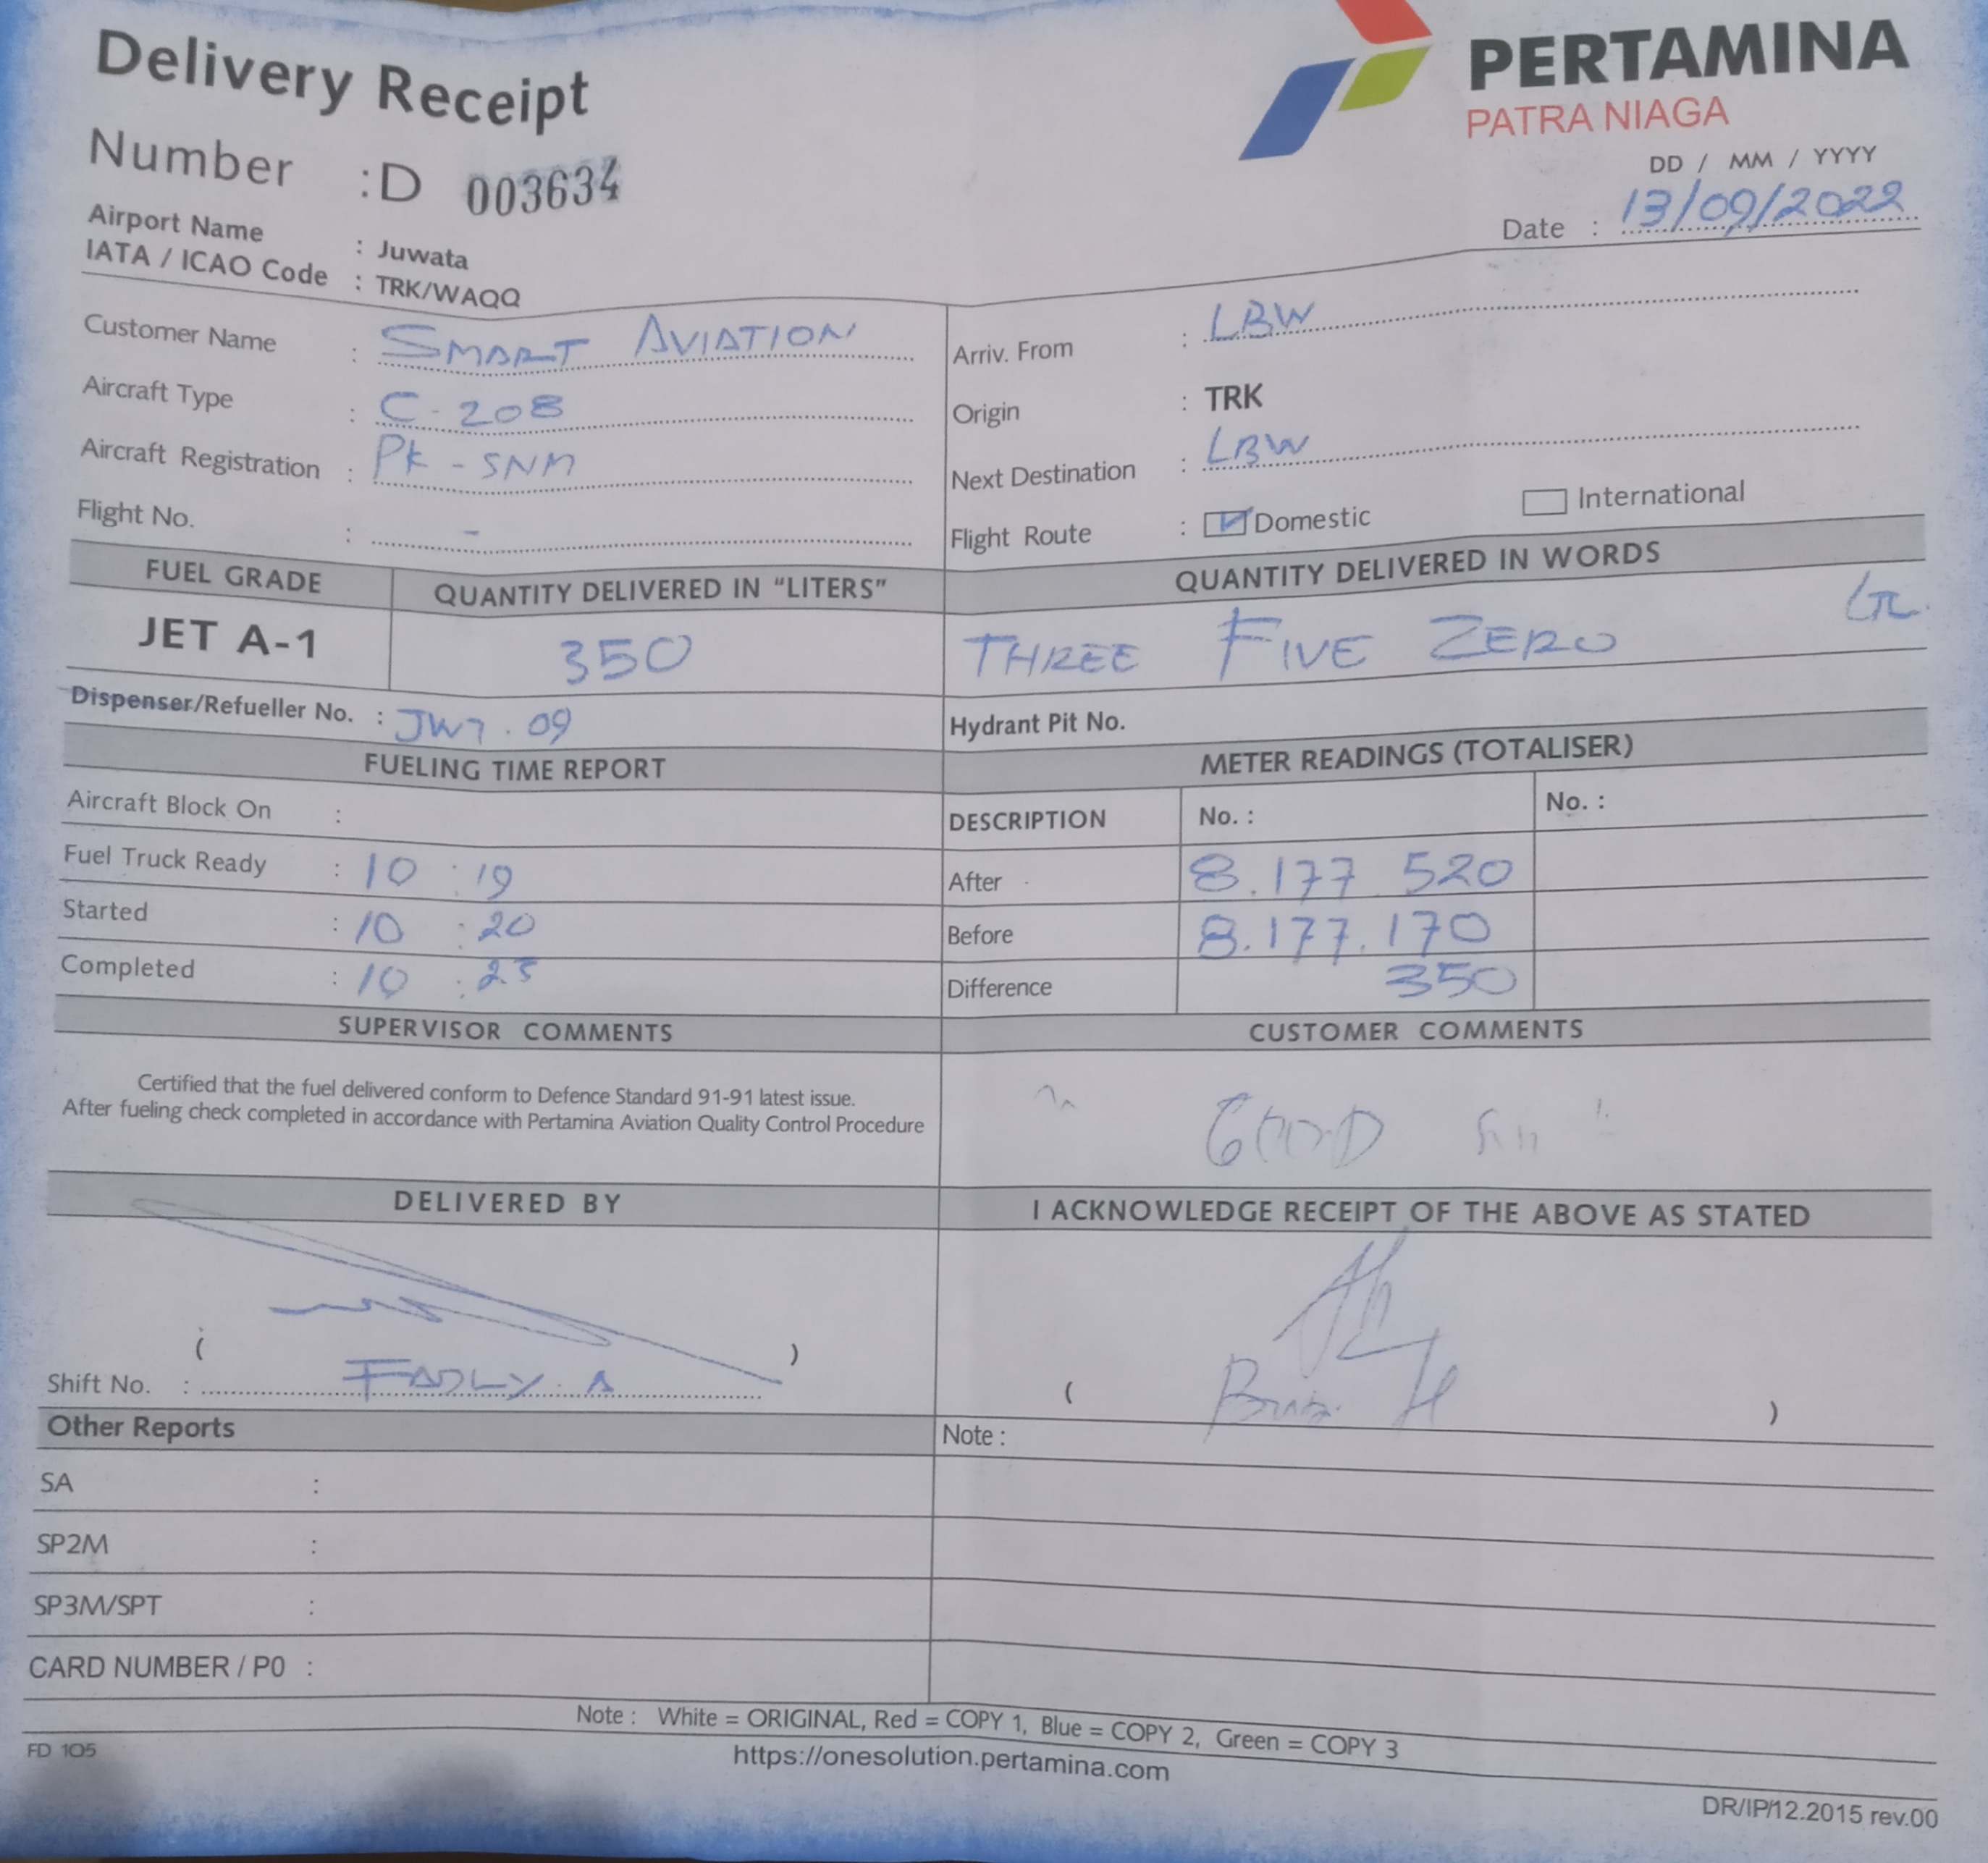 Delivery Receipt
PERTAMINA
PATRA NIAGA
Number : D 003634
DD / MM / YYYY
Date : 13/09/2022
Airport Name : Juwata
IATA / ICAO Code : TRK/WAQQ
Customer Name : SMART AVIATION
Arriv. From : LBW
Aircraft Type : C-208
Origin : TRK
Aircraft Registration : PK - SNM
Next Destination : LBW
Flight No. : -
Flight Route : Domestic International
FUEL GRADE QUANTITY DELIVERED IN "LITERS" QUANTITY DELIVERED IN WORDS
JET A-1 350 THREE FIVE ZERO
Dispenser/Refueller No. : JW7.09 Hydrant Pit No.
FUELING TIME REPORT METER READINGS (TOTALISER)
Aircraft Block On :
DESCRIPTION No. : No. :
Fuel Truck Ready : 10 : 19
After 8.177 520
Started : 10 : 20
Before 8.177.170
Completed : 10 : 23
Difference 350
SUPERVISOR COMMENTS CUSTOMER COMMENTS
Certified that the fuel delivered conform to Defence Standard 91-91 latest issue.
After fueling check completed in accordance with Pertamina Aviation Quality Control Procedure
GOOD
DELIVERED BY I ACKNOWLEDGE RECEIPT OF THE ABOVE AS STATED
( )
Shift No. : FADLY. A
( )
Other Reports Note :
SA :
SP2M :
SP3M/SPT :
CARD NUMBER / P0 :
Note : White = ORIGINAL, Red = COPY 1, Blue = COPY 2, Green = COPY 3
FD 105
https://onesolution.pertamina.com
DR/IP/12.2015 rev.00